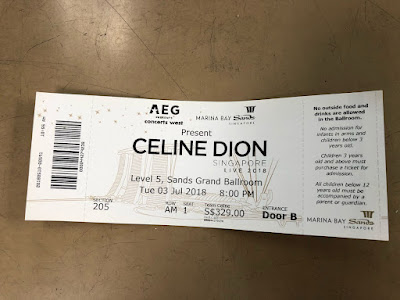 AEG
PRESENTS
concerts west
MARINA BAY Sands
SINGAPORE
Present
CELINE DION
SINGAPORE
LIVE 2018
Level 5, Sands Grand Ballroom
Tue 03 Jul 2018 8:00 PM
SECTION
205
ROW
AM
SEAT
1
S$329.00
ENTRANCE
Door B
No outside food and
drinks are allowed
in the Ballroom.
No admission for
infants in arms and
children below 3
years old.
Children 3 years
old and above must
purchase a ticket for
admission.
All children below 12
years old must be
accompanied by a
parent or guardian.
MARINA BAY Sands
SINGAPORE